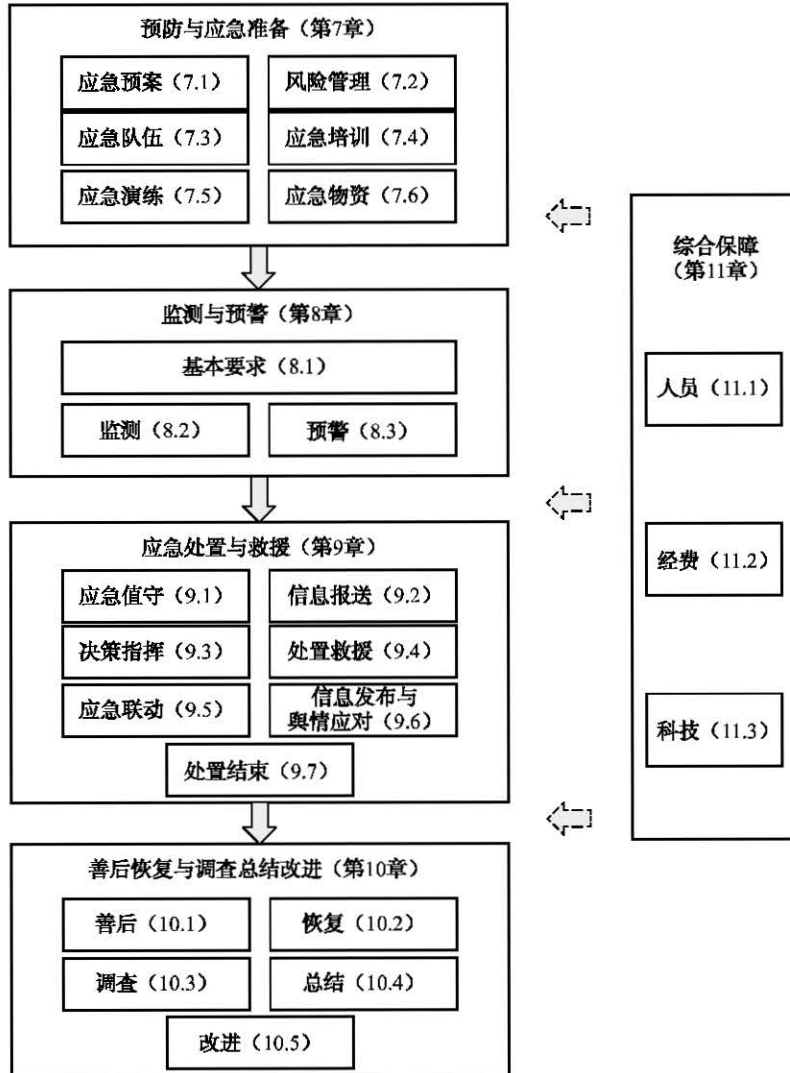 预防与应急准备（第7章）
应急预案（7.1）
风险管理（7.2）
应急队伍（7.3）
应急培训（7.4）
应急演练（7.5）
应急物资（7.6）
监测与预警（第8章）
基本要求（8.1）
监测（8.2）
预警（8.3）
应急处置与救援（第9章）
应急值守（9.1）
信息报送（9.2）
决策指挥（9.3）
处置救援（9.4）
应急联动（9.5）
信息发布与
舆情应对（9.6）
处置结束（9.7）
善后恢复与调查总结改进（第10章）
善后（10.1）
恢复（10.2）
调查（10.3）
总结（10.4）
改进（10.5）
综合保障
（第11章）
人员（11.1）
经费（11.2）
科技（11.3）